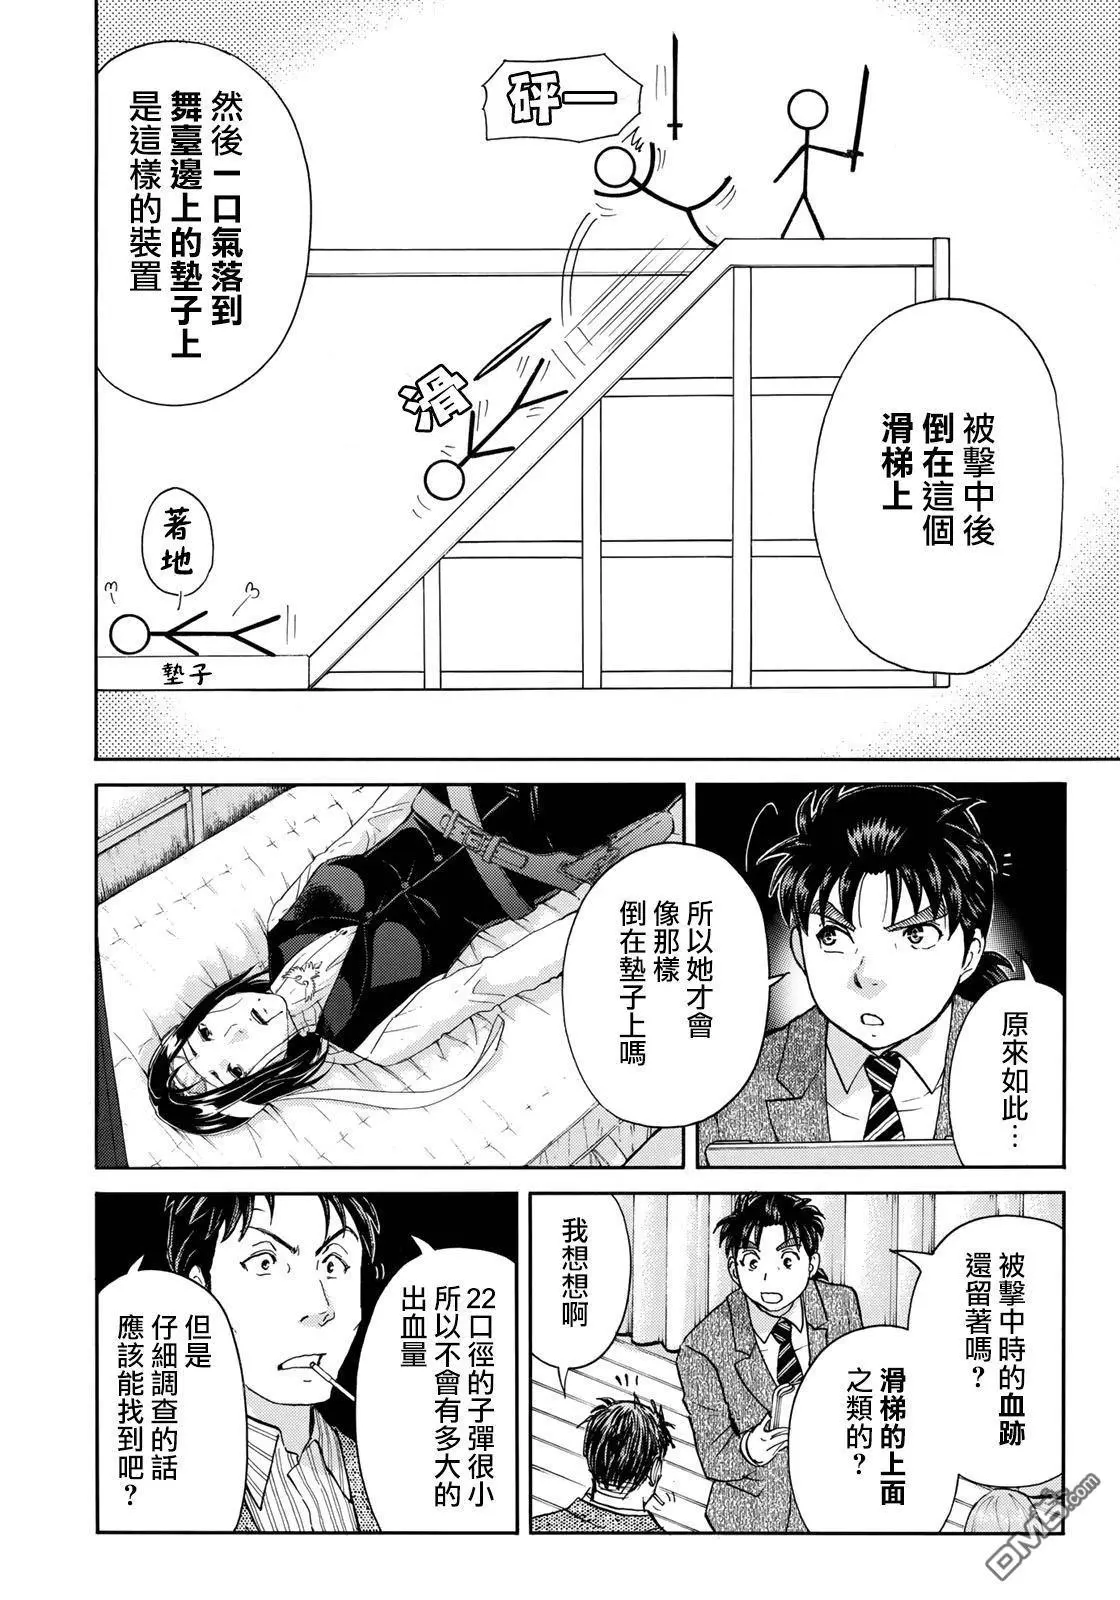 砰一
被擊中後
倒在這個
滑梯上
滑
然後一口氣落到
舞臺邊上的墊子上
是這樣的裝置
著地
墊子
原來如此…
所以她才會
像那樣
倒在墊子上嗎
被擊中時的血跡
還留著嗎?
滑梯的上面
之類的?
我想想啊
22口徑的子彈很小
所以不會有多大的
出血量
但是
仔細調查的話
應該能找到吧?
DM5.com